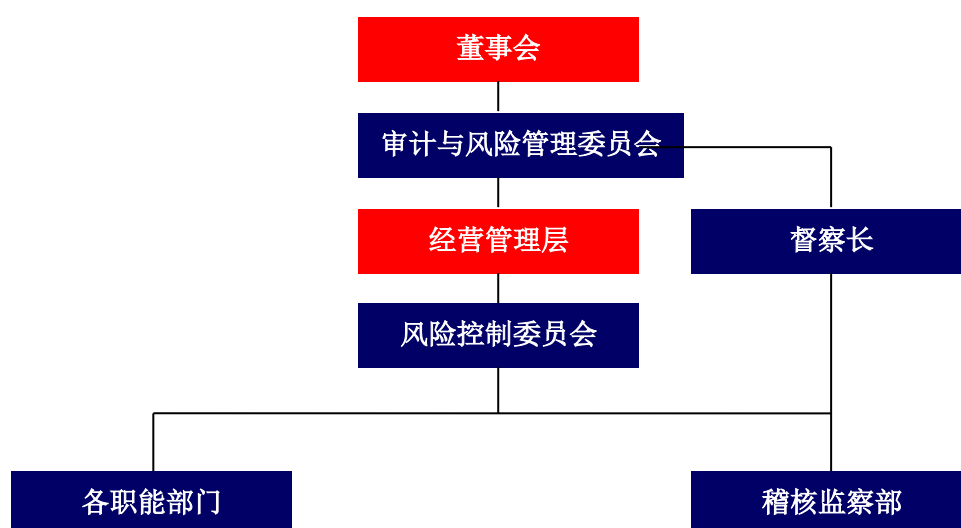 董事会
审计与风险管理委员会
经营管理层
督察长
风险控制委员会
各职能部门
稽核监察部